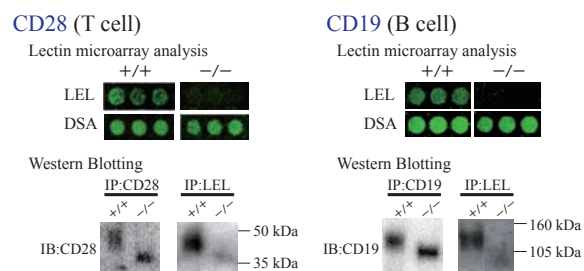 CD28 (T cell)
Lectin microarray analysis
+/+ −/−
LEL
DSA
Western Blotting
IP:CD28 IP:LEL
+/+ −/− +/+ −/−
50 kDa
IB:CD28
35 kDa
CD19 (B cell)
Lectin microarray analysis
+/+ −/−
LEL
DSA
Western Blotting
IP:CD19 IP:LEL
+/+ −/− +/+ −/−
160 kDa
IB:CD19
105 kDa